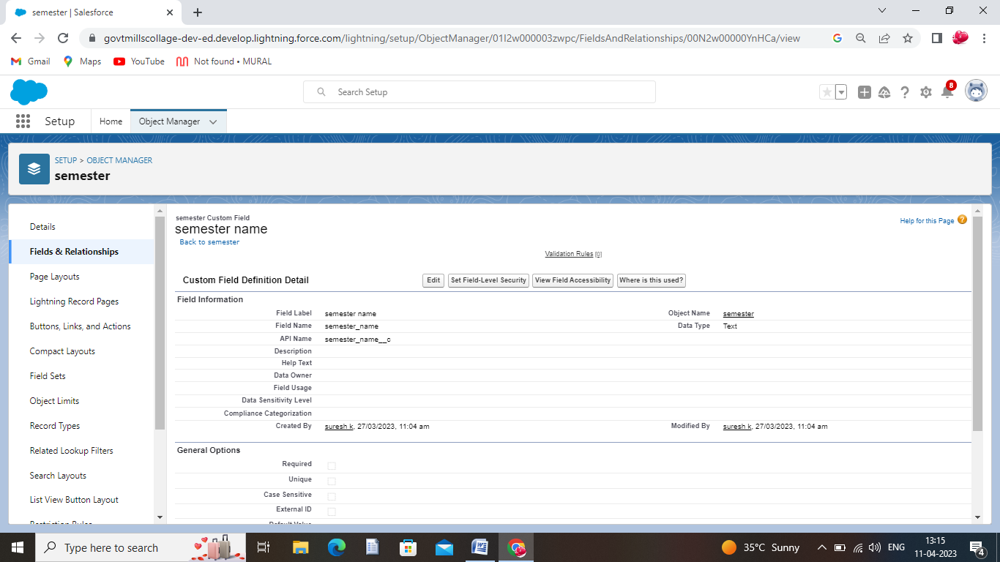 semester | Salesforce
govtmillscollage-dev-ed.develop.lightning.force.com/lightning/setup/ObjectManager/01I2w000003zwpc/FieldsAndRelationships/00N2w00000YnHCa/view
Gmail Maps YouTube Not found • MURAL
Search Setup
8
Setup Home Object Manager
SETUP > OBJECT MANAGER
semester
Details
Fields & Relationships
Page Layouts
Lightning Record Pages
Buttons, Links, and Actions
Compact Layouts
Field Sets
Object Limits
Record Types
Related Lookup Filters
Search Layouts
List View Button Layout
Restriction Rules
semester Custom Field
semester name
Back to semester
Help for this Page
Validation Rules [0]
Custom Field Definition Detail Edit Set Field-Level Security View Field Accessibility Where is this used?
Field Information
Field Label semester name Object Name semester
Field Name semester_name Data Type Text
API Name semester_name__c
Description
Help Text
Data Owner
Field Usage
Data Sensitivity Level
Compliance Categorization
Created By suresh k, 27/03/2023, 11:04 am Modified By suresh k, 27/03/2023, 11:04 am
General Options
Required
Unique
Case Sensitive
External ID
Default Value
Type here to search
35°C Sunny
ENG
13:15
11-04-2023
4